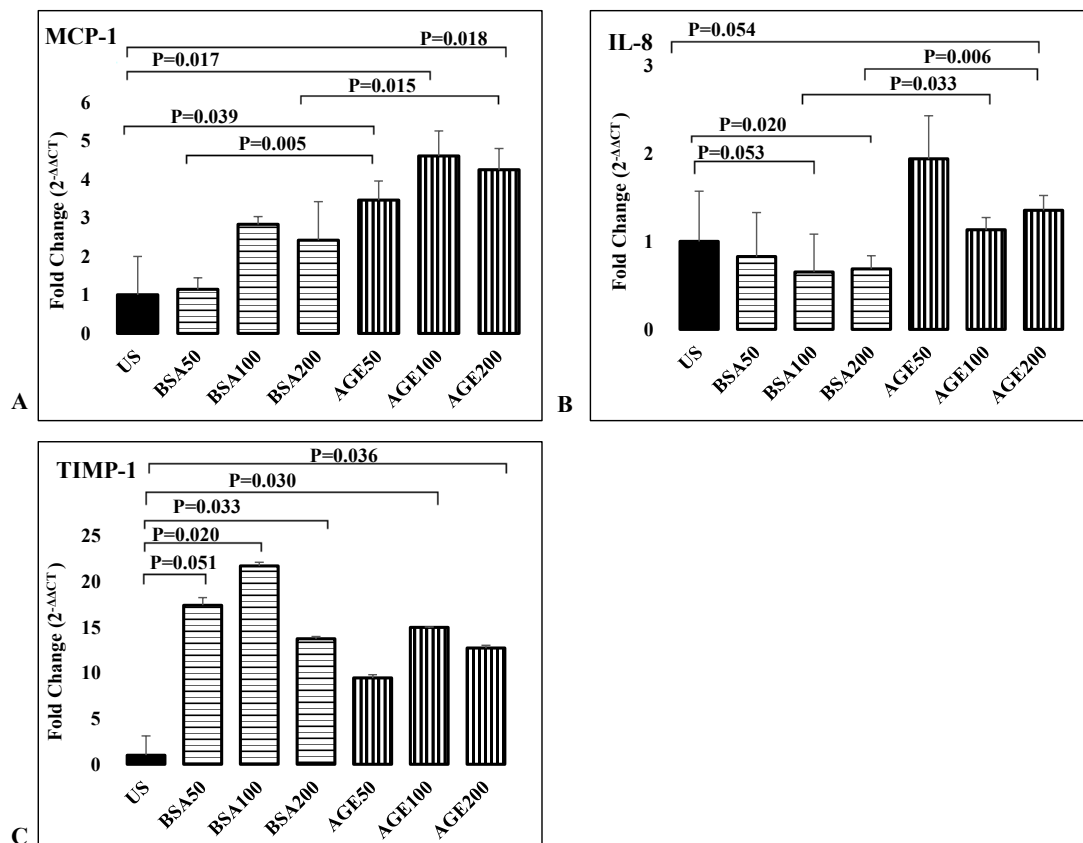 MCP-1
P=0.018
P=0.017
P=0.015
P=0.039
P=0.005
Fold Change (2-ΔΔCT)
6
5
4
3
2
1
0
US
BSA50
BSA100
BSA200
AGE50
AGE100
AGE200
A
P=0.054
IL-8
P=0.006
P=0.033
P=0.020
P=0.053
Fold Change (2-ΔΔCT)
3
2
1
0
US
BSA50
BSA100
BSA200
AGE50
AGE100
AGE200
B
P=0.036
TIMP-1
P=0.030
P=0.033
P=0.020
P=0.051
Fold Change (2-ΔΔCT)
25
20
15
10
5
0
US
BSA50
BSA100
BSA200
AGE50
AGE100
AGE200
C